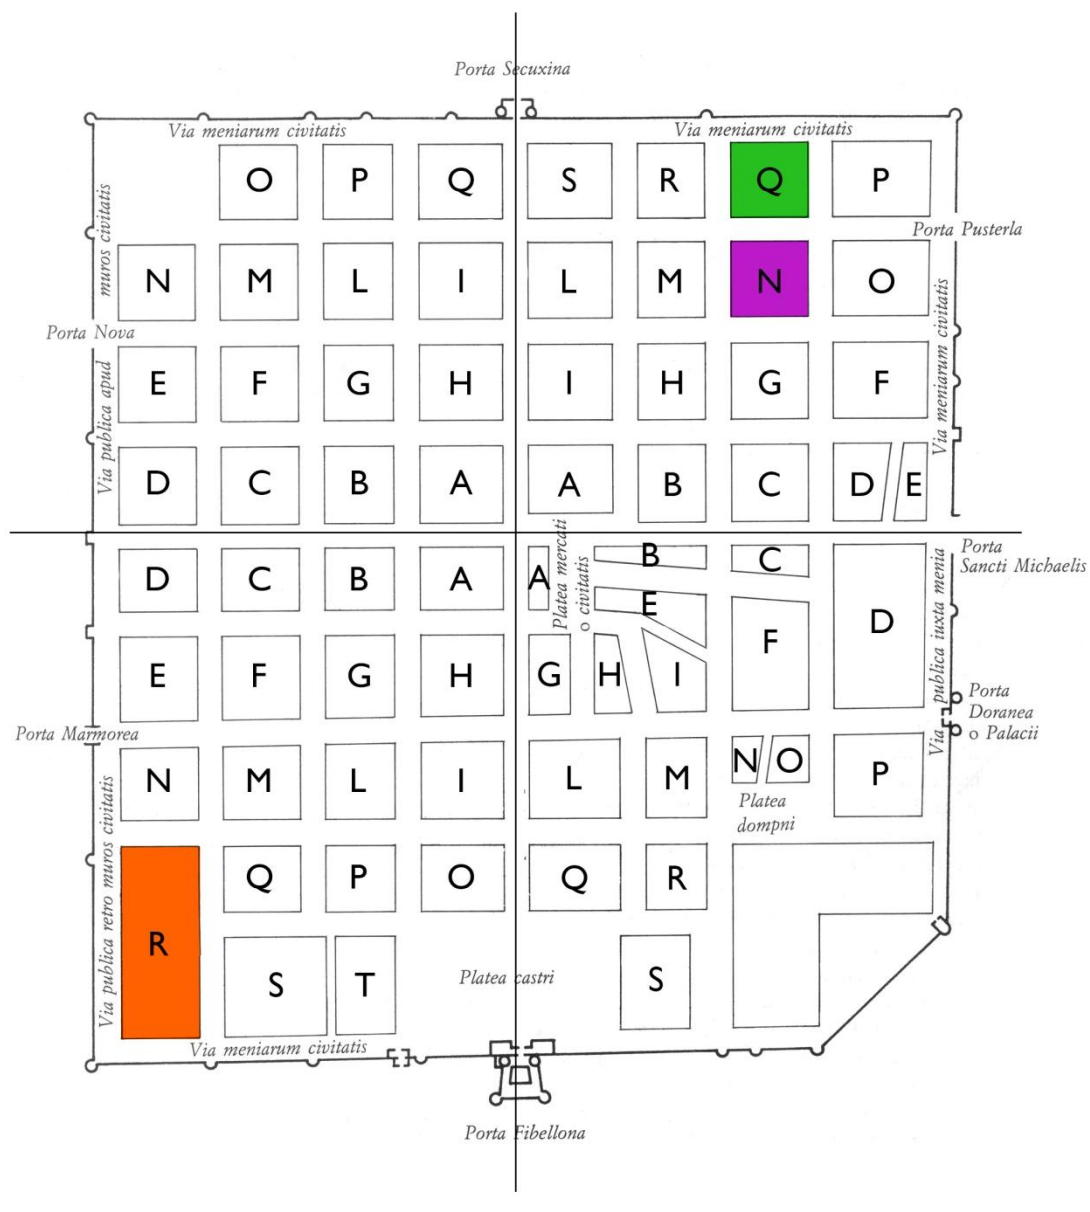 Porta Secuxina
Via meniarum civitatis
Via meniarum civitatis
O P Q S R Q P
muros civitatis
Porta Pusterla
N M L I L M N O
Porta Nova
Via meniarum civitatis
E F G H I H G F
Via publica apud
D C B A A B C D E
Platea mercati
o civitatis
Porta
Sancti Michaelis
D C B A A B C
E
D
F
publica iuxta menia
E F G H G H I
Porta
Doranea
o Palacii
Via
Porta Marmorea
N M L I L M N O P
Platea
dompni
Via publica retro muros civitatis
Q P O Q R
R
S T
Platea castri
S
Via meniarum civitatis
Porta Fibellona